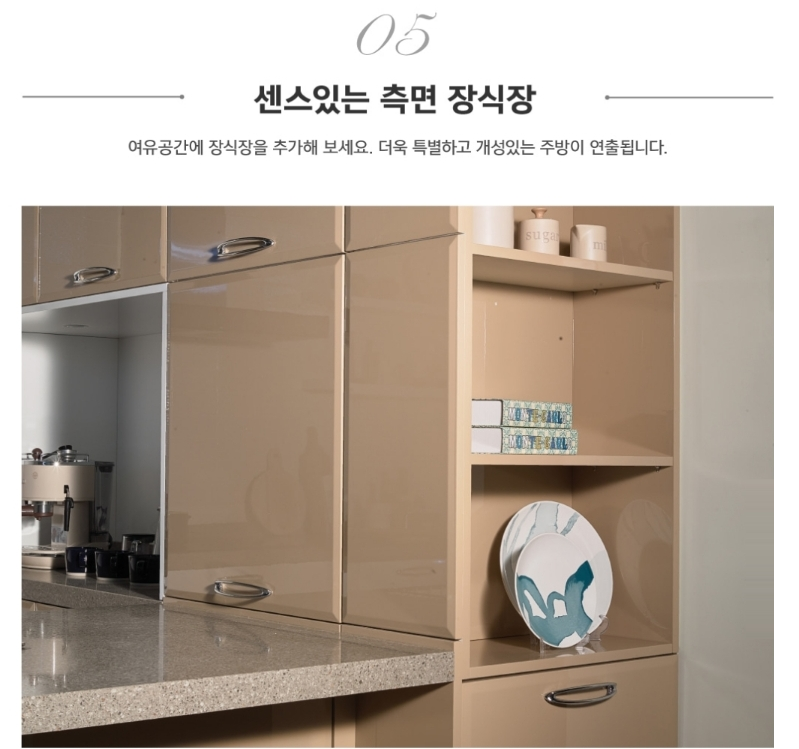 05
센스있는 측면 장식장
여유공간에 장식장을 추가해 보세요. 더욱 특별하고 개성있는 주방이 연출됩니다.
sugar